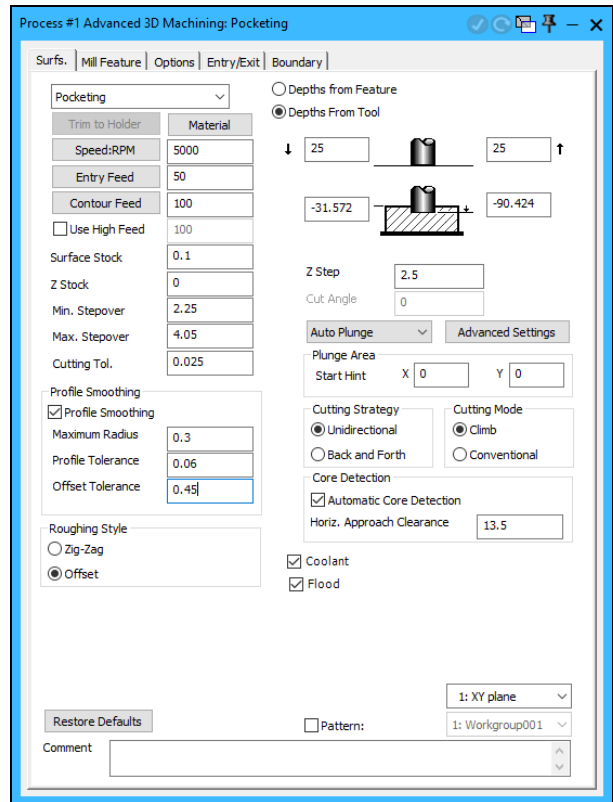 Process #1 Advanced 3D Machining: Pocketing
Surfs. Mill Feature Options Entry/Exit Boundary
Pocketing
Trim to Holder Material
Speed:RPM 5000
Entry Feed 50
Contour Feed 100
Use High Feed 100
Surface Stock 0.1
Z Stock 0
Min. Stepover 2.25
Max. Stepover 4.05
Cutting Tol. 0.025
Profile Smoothing
Profile Smoothing
Maximum Radius 0.3
Profile Tolerance 0.06
Offset Tolerance 0.45
Roughing Style
Zig-Zag
Offset
Depths from Feature
Depths From Tool
25 25
-31.572 -90.424
Z Step 2.5
Cut Angle 0
Auto Plunge Advanced Settings
Plunge Area
Start Hint X 0 Y 0
Cutting Strategy
Unidirectional
Back and Forth
Cutting Mode
Climb
Conventional
Core Detection
Automatic Core Detection
Horiz. Approach Clearance 13.5
Coolant
Flood
1: XY plane
Restore Defaults Pattern: 1: Workgroup001
Comment